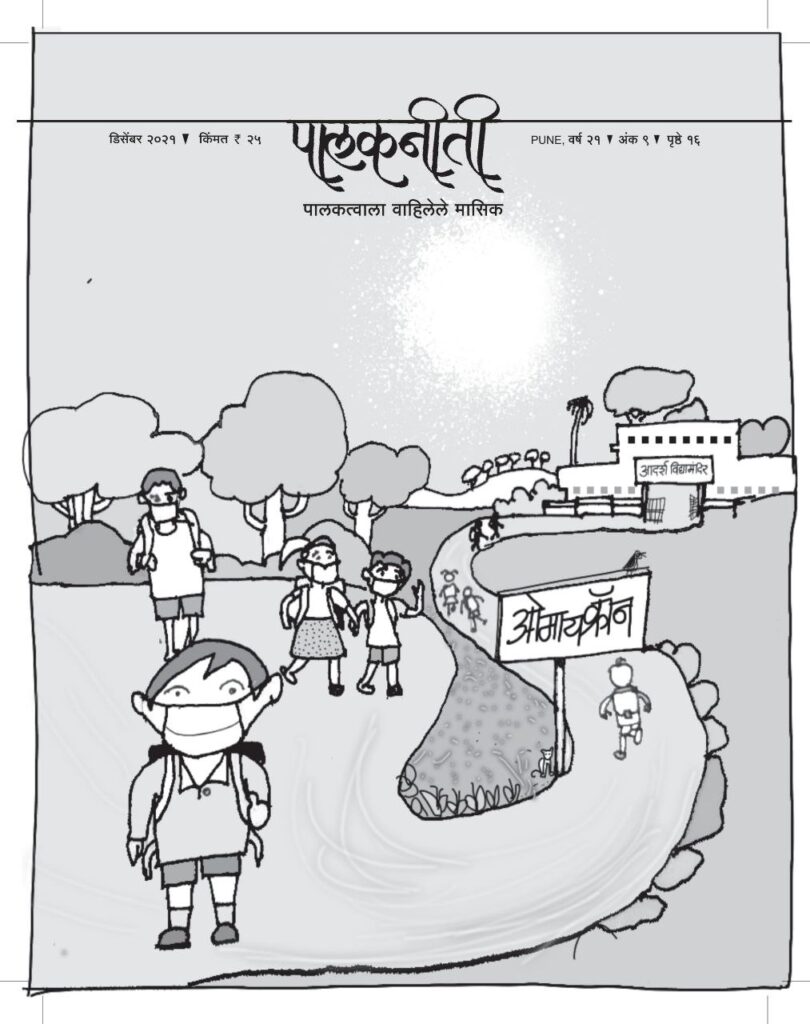 डिसेंबर २०२१ ▼ किंमत ₹ २५
पालकनीती
PUNE, वर्ष २१ ▼ अंक ९ ▼ पृष्ठे १६
पालकत्वाला वाहिलेले मासिक
आदर्श विद्यामंदिर
ओमायक्रॉन